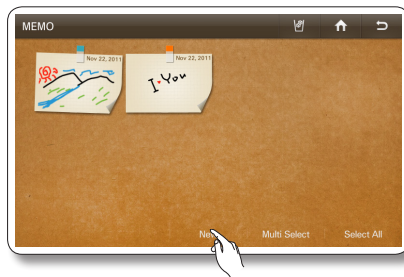 MEMO
Nov 22, 2011
Nov 22, 2011
I ♥ You
Multi Select
Select All